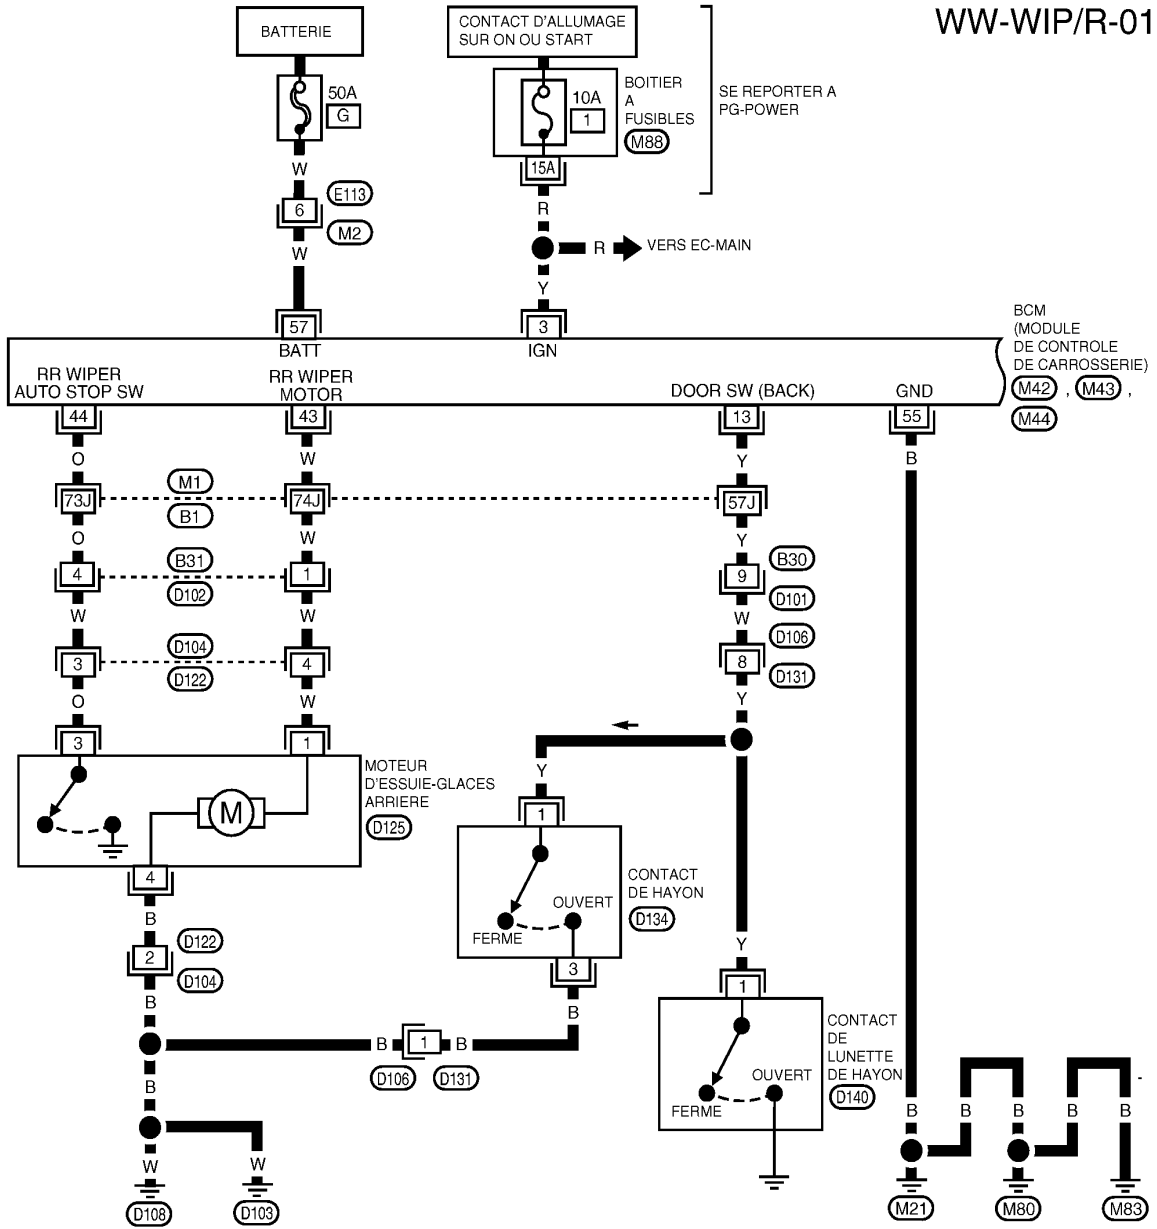 WW-WIP/R-01
BATTERIE
CONTACT D'ALLUMAGE
SUR ON OU START
50A
G
10A
1
BOITIER
A
FUSIBLES
M88
SE REPORTER A
PG-POWER
15A
W
E113
6
M2
W
R
R
VERS EC-MAIN
Y
57
3
BATT
IGN
BCM
(MODULE
DE CONTROLE
DE CARROSSERIE)
M42 , M43 ,
M44
RR WIPER
AUTO STOP SW
RR WIPER
MOTOR
DOOR SW (BACK)
GND
44
43
13
55
O
W
Y
B
73J
M1
B1
74J
57J
O
W
Y
4
B31
D102
1
9
B30
D101
W
W
W
3
D104
D122
4
8
D106
D131
O
W
Y
3
1
MOTEUR
D'ESSUIE-GLACES
ARRIERE
D125
M
Y
1
CONTACT
DE HAYON
D134
OUVERT
FERME
4
B
2
D122
D104
B
3
B
Y
1
B
1
B
D106
D131
CONTACT
DE
LUNETTE
DE HAYON
D140
OUVERT
FERME
B
W
W
D108
D103
B
B
B
B
B
M21
M80
M83